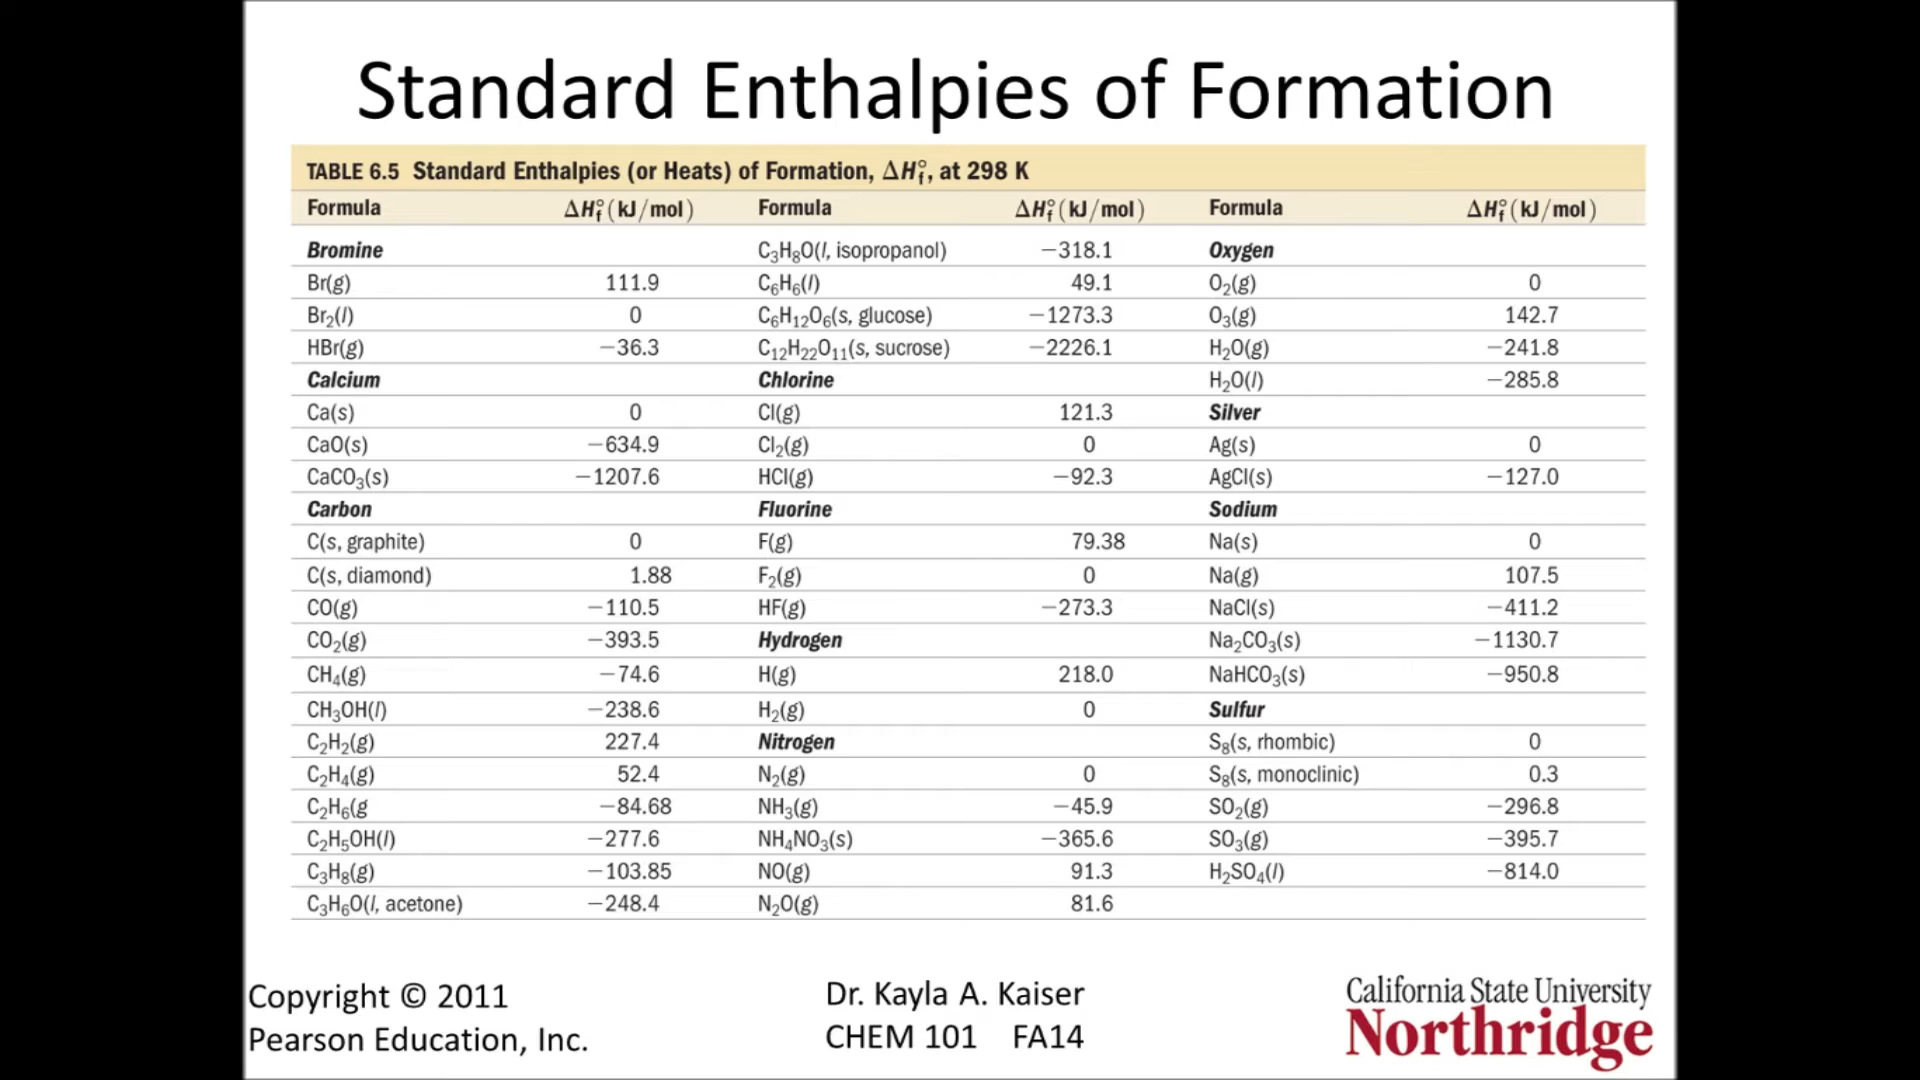 Standard Enthalpies of Formation
TABLE 6.5 Standard Enthalpies (or Heats) of Formation, ΔH°f, at 298 K
Formula ΔH°f (kJ/mol) Formula ΔH°f (kJ/mol) Formula ΔH°f (kJ/mol)
Bromine C₃H₈O(l, isopropanol) −318.1 Oxygen
Br(g) 111.9 C₆H₆(l) 49.1 O₂(g) 0
Br₂(l) 0 C₆H₁₂O₆(s, glucose) −1273.3 O₃(g) 142.7
HBr(g) −36.3 C₁₂H₂₂O₁₁(s, sucrose) −2226.1 H₂O(g) −241.8
Calcium Chlorine H₂O(l) −285.8
Ca(s) 0 Cl(g) 121.3 Silver
CaO(s) −634.9 Cl₂(g) 0 Ag(s) 0
CaCO₃(s) −1207.6 HCl(g) −92.3 AgCl(s) −127.0
Carbon Fluorine Sodium
C(s, graphite) 0 F(g) 79.38 Na(s) 0
C(s, diamond) 1.88 F₂(g) 0 Na(g) 107.5
CO(g) −110.5 HF(g) −273.3 NaCl(s) −411.2
CO₂(g) −393.5 Hydrogen Na₂CO₃(s) −1130.7
CH₄(g) −74.6 H(g) 218.0 NaHCO₃(s) −950.8
CH₃OH(l) −238.6 H₂(g) 0 Sulfur
C₂H₂(g) 227.4 Nitrogen S₈(s, rhombic) 0
C₂H₄(g) 52.4 N₂(g) 0 S₈(s, monoclinic) 0.3
C₂H₆(g −84.68 NH₃(g) −45.9 SO₂(g) −296.8
C₂H₅OH(l) −277.6 NH₄NO₃(s) −365.6 SO₃(g) −395.7
C₃H₈(g) −103.85 NO(g) 91.3 H₂SO₄(l) −814.0
C₃H₆O(l, acetone) −248.4 N₂O(g) 81.6
Copyright © 2011
Pearson Education, Inc.
Dr. Kayla A. Kaiser
CHEM 101 FA14
California State University
Northridge